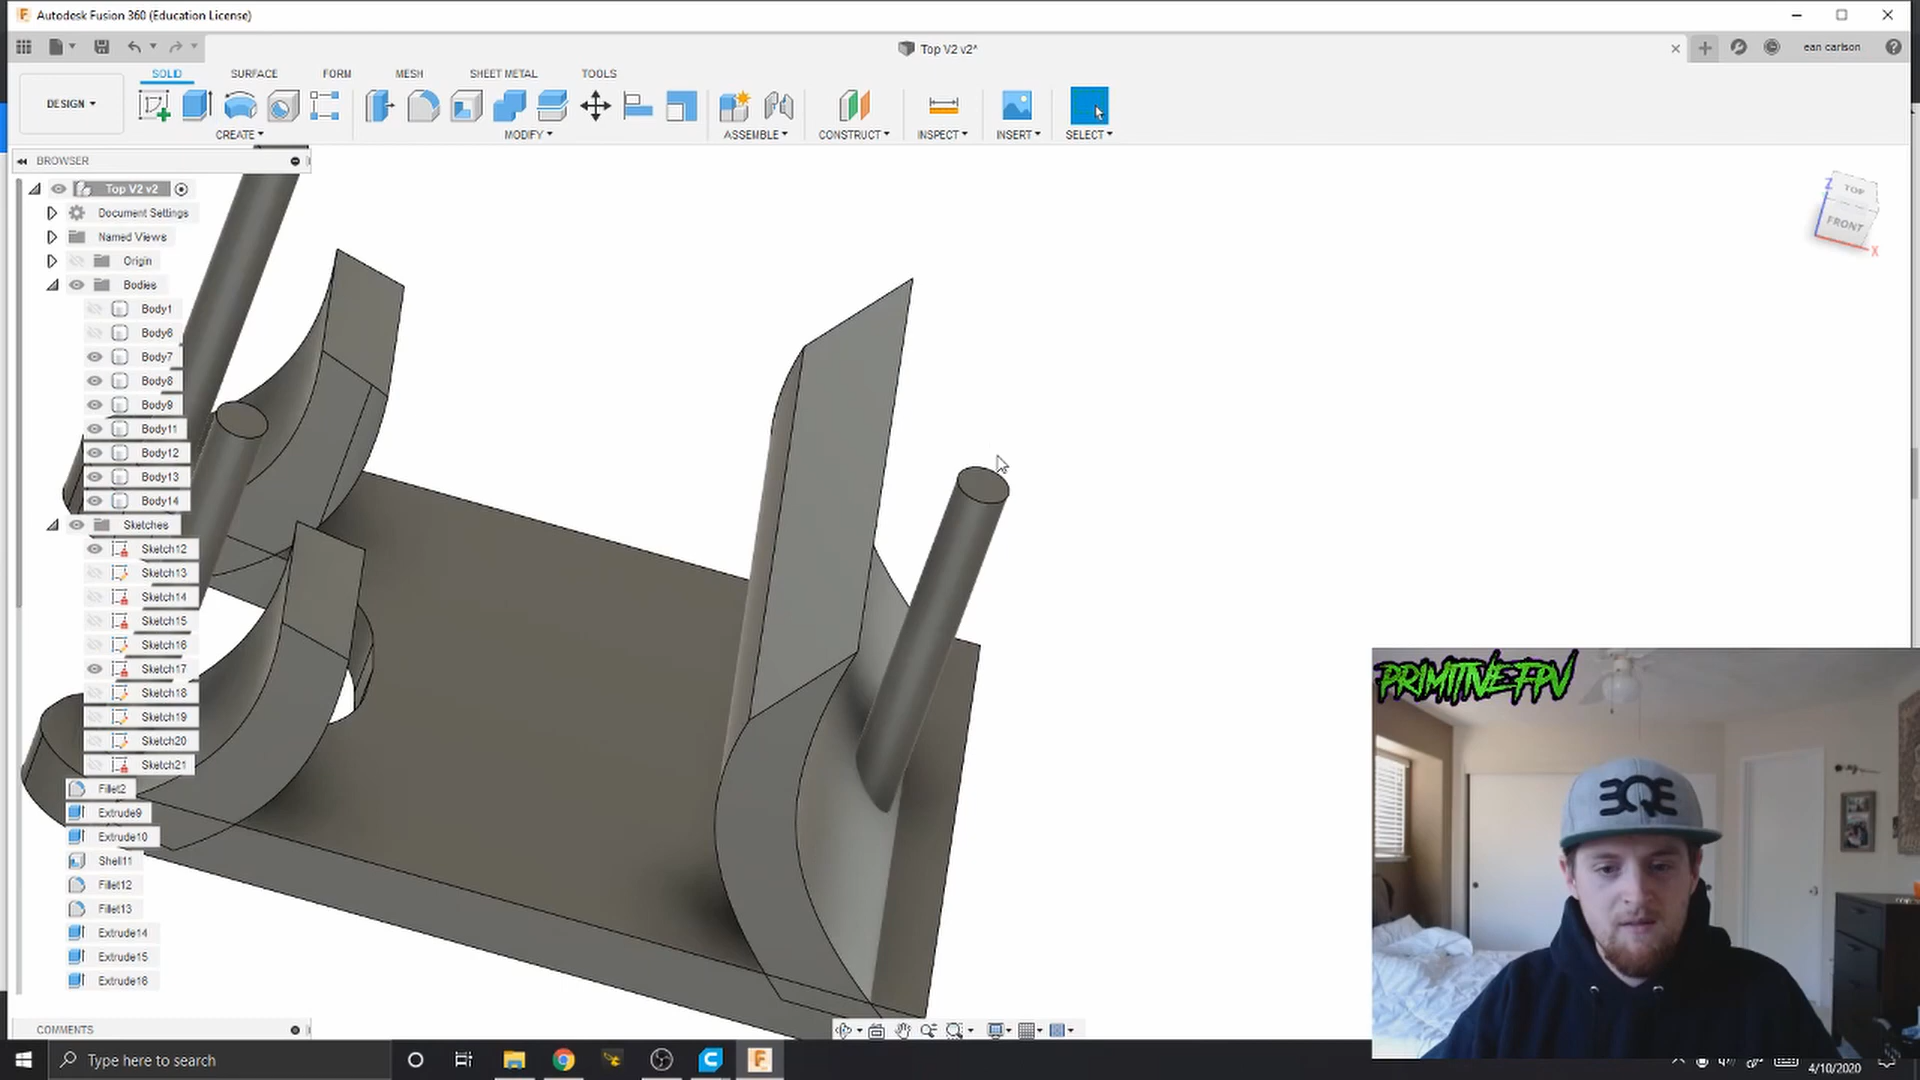 Autodesk Fusion 360 (Education License)
Top V2 v2*
ean carlson
DESIGN
SOLID
SURFACE
FORM
MESH
SHEET METAL
TOOLS
CREATE
MODIFY
ASSEMBLE
CONSTRUCT
INSPECT
INSERT
SELECT
BROWSER
TOP
FRONT
Z
X
Top V2 v2
Document Settings
Named Views
Origin
Bodies
Body1
Body6
Body7
Body8
Body9
Body11
Body12
Body13
Body14
Sketches
Sketch12
Sketch13
Sketch14
Sketch15
Sketch16
Sketch17
Sketch18
Sketch19
Sketch20
Sketch21
Fillet2
Extrude9
Extrude10
Shell11
Fillet12
Fillet13
Extrude14
Extrude15
Extrude16
PRIMITIVE FPV
COMMENTS
Type here to search
4/10/2020